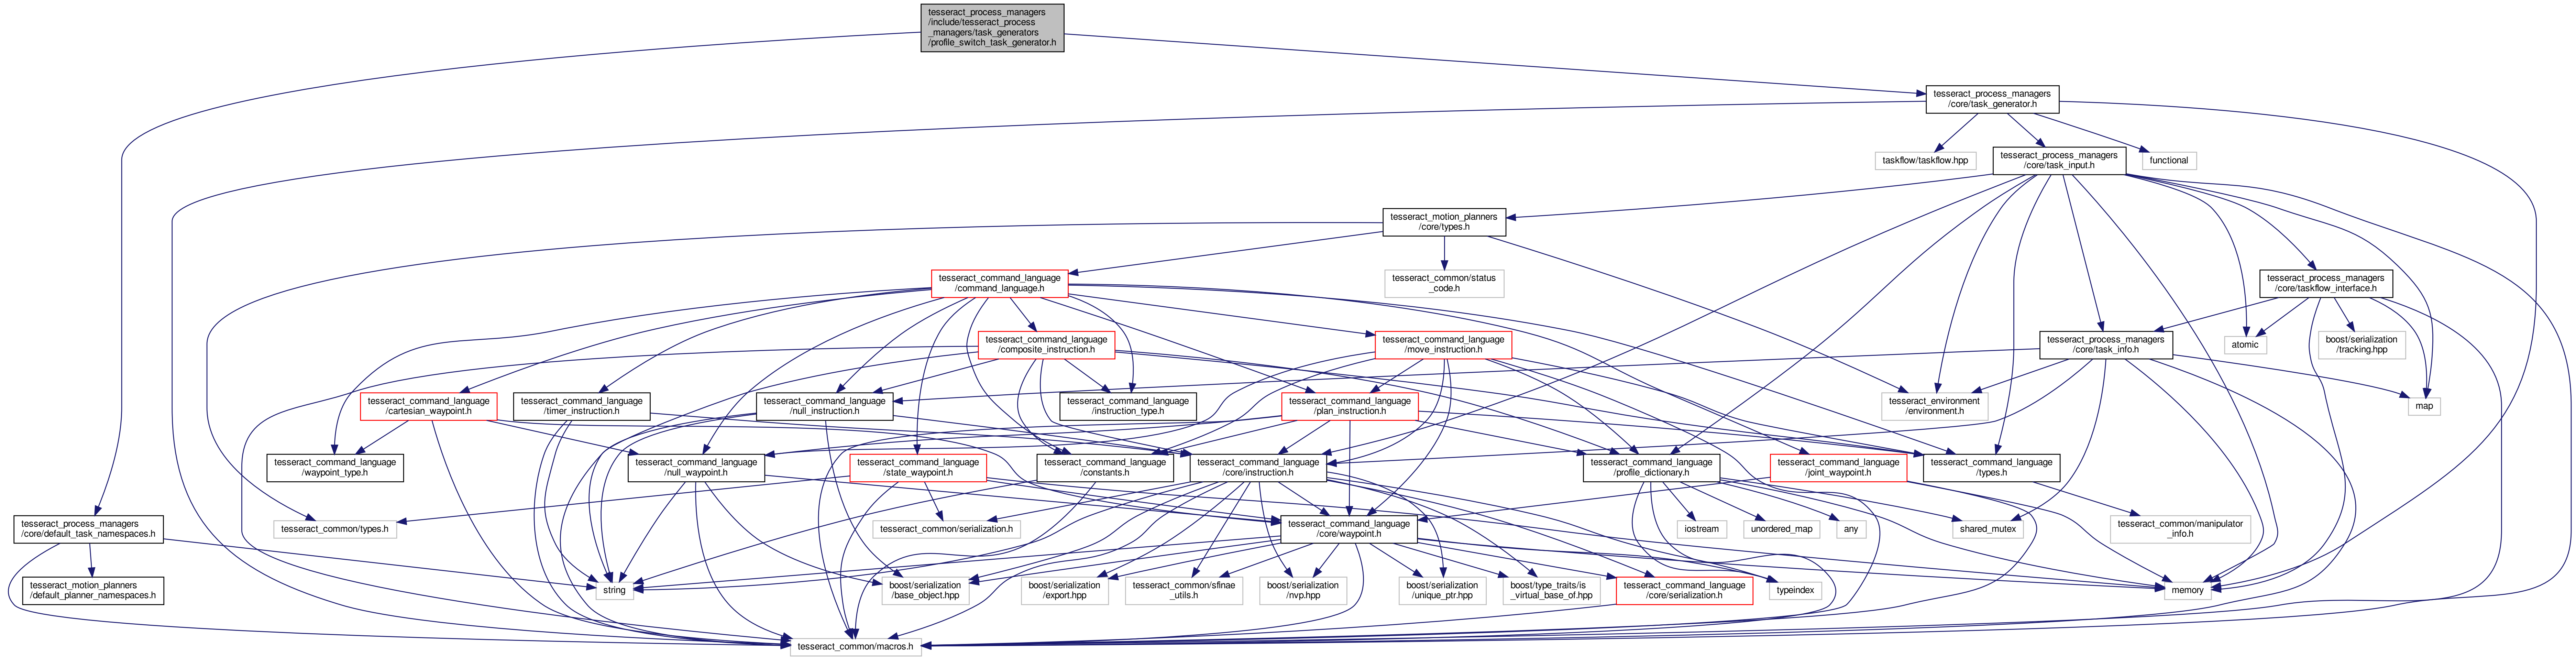 tesseract_process_managers
/include/tesseract_process
_managers/task_generators
/profile_switch_task_generator.h
tesseract_process_managers
/core/task_generator.h
taskflow/taskflow.hpp
tesseract_process_managers
/core/task_input.h
functional
tesseract_motion_planners
/core/types.h
tesseract_command_language
/command_language.h
tesseract_common/status
_code.h
tesseract_process_managers
/core/taskflow_interface.h
tesseract_command_language
/composite_instruction.h
tesseract_command_language
/move_instruction.h
tesseract_process_managers
/core/task_info.h
atomic
boost/serialization
/tracking.hpp
tesseract_command_language
/cartesian_waypoint.h
tesseract_command_language
/timer_instruction.h
tesseract_command_language
/null_instruction.h
tesseract_command_language
/instruction_type.h
tesseract_command_language
/plan_instruction.h
tesseract_environment
/environment.h
map
tesseract_command_language
/waypoint_type.h
tesseract_command_language
/null_waypoint.h
tesseract_command_language
/state_waypoint.h
tesseract_command_language
/constants.h
tesseract_command_language
/core/instruction.h
tesseract_command_language
/profile_dictionary.h
tesseract_command_language
/joint_waypoint.h
tesseract_command_language
/types.h
tesseract_process_managers
/core/default_task_namespaces.h
tesseract_common/types.h
tesseract_common/serialization.h
tesseract_command_language
/core/waypoint.h
iostream
unordered_map
any
shared_mutex
tesseract_common/manipulator
_info.h
tesseract_motion_planners
/default_planner_namespaces.h
string
boost/serialization
/base_object.hpp
boost/serialization
/export.hpp
tesseract_common/sfinae
_utils.h
boost/serialization
/nvp.hpp
boost/serialization
/unique_ptr.hpp
boost/type_traits/is
_virtual_base_of.hpp
tesseract_command_language
/core/serialization.h
typeindex
memory
tesseract_common/macros.h